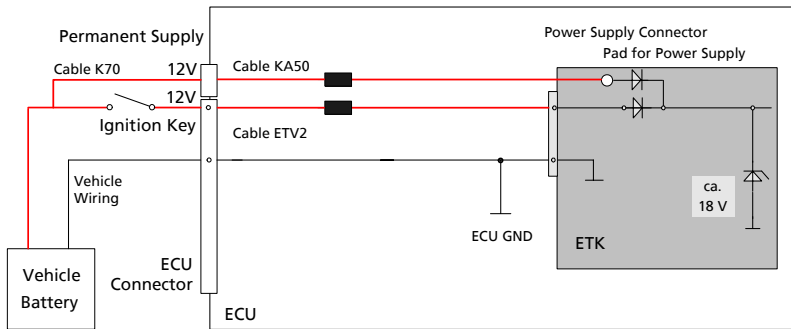 Power Supply Connector
Permanent Supply
Pad for Power Supply
Cable K70
12V
Cable KA50
12V
Ignition Key
Cable ETV2
Vehicle
Wiring
ca.
18 V
ECU GND
ETK
ECU
Connector
Vehicle
Battery
ECU